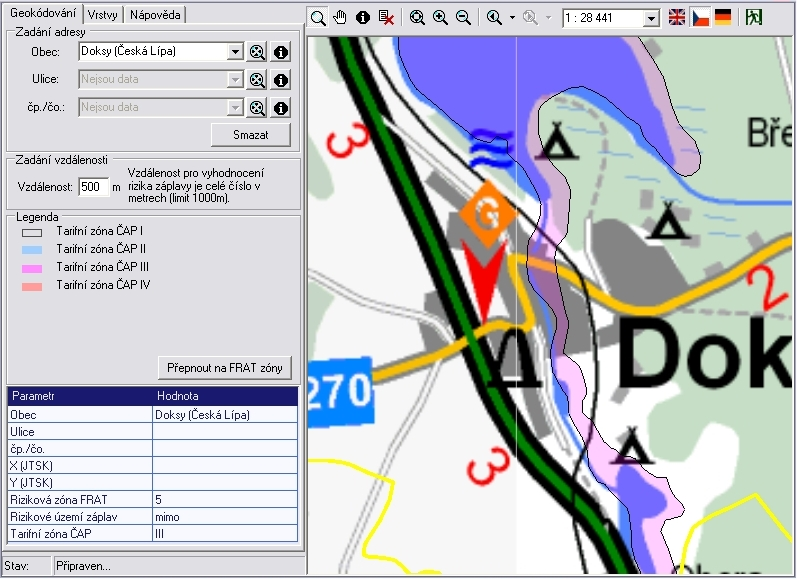 Geokódování Vrstvy Nápověda
Zadání adresy
Obec: Doksy (Česká Lípa)
Ulice: Nejsou data
čp./čo.: Nejsou data
Smazat
Zadání vzdálenosti
Vzdálenost: 500 m
Vzdálenost pro vyhodnocení
rizika záplavy je celé číslo v
metrech (limit 1000m).
Legenda
Tarifní zóna ČAP I
Tarifní zóna ČAP II
Tarifní zóna ČAP III
Tarifní zóna ČAP IV
Přepnout na FRAT zóny
Parametr Hodnota
Obec Doksy (Česká Lípa)
Ulice
čp./čo.
X (JTSK)
Y (JTSK)
Riziková zóna FRAT 5
Rizikové území záplav mimo
Tarifní zóna ČAP III
Stav: Připraven...
1 : 28 441
3
Bře
G
2
Dok
270
3